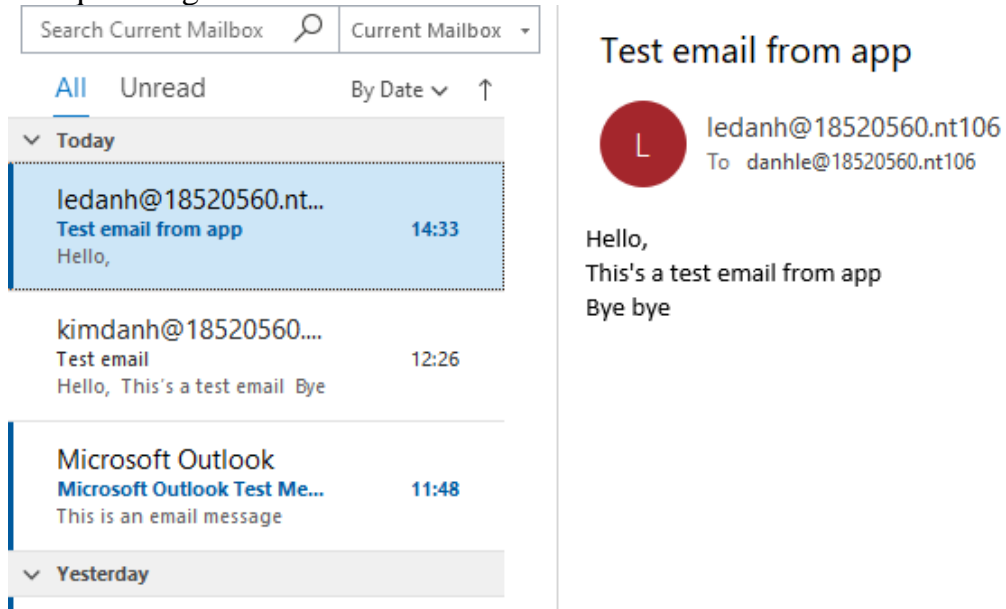 Search Current Mailbox
Current Mailbox
All
Unread
By Date
Today
ledanh@18520560.nt...
Test email from app
14:33
Hello,
kimdanh@18520560....
Test email
12:26
Hello, This's a test email Bye
Microsoft Outlook
Microsoft Outlook Test Me...
11:48
This is an email message
Yesterday
Test email from app
L
ledanh@18520560.nt106
To danhle@18520560.nt106
Hello,
This's a test email from app
Bye bye